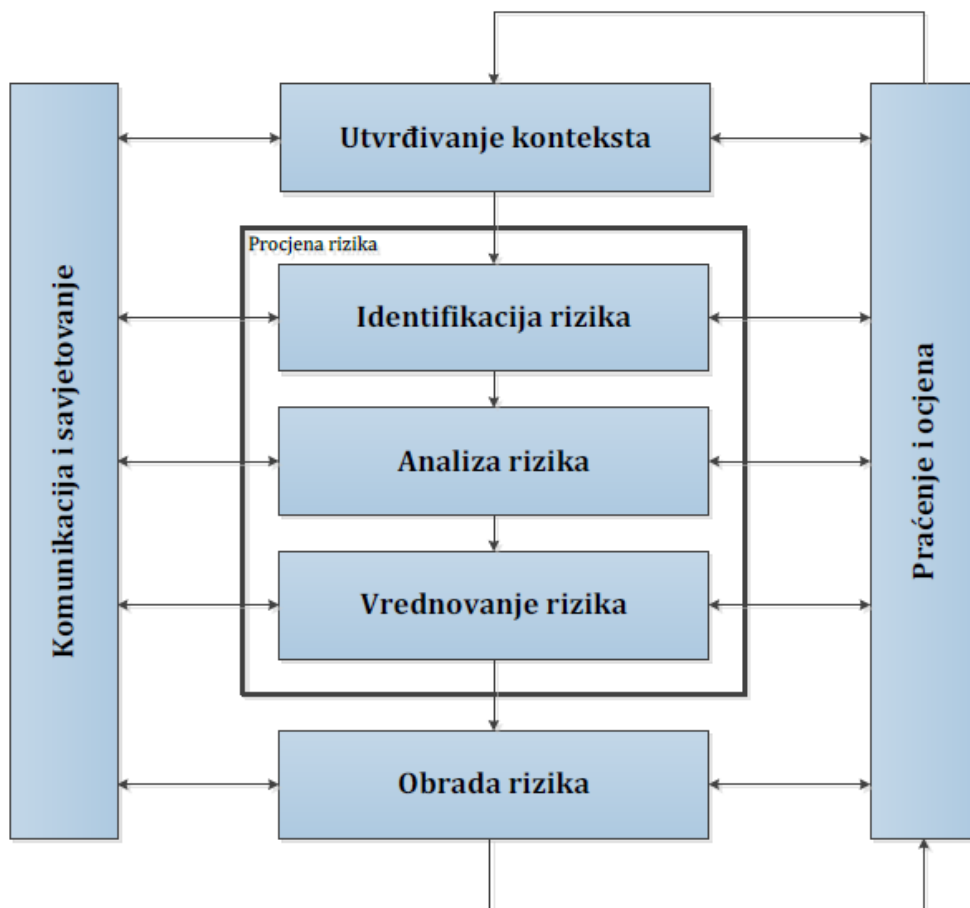 Utvrđivanje konteksta
Procjena rizika
Identifikacija rizika
Analiza rizika
Vrednovanje rizika
Obrada rizika
Komunikacija i savjetovanje
Praćenje i ocjena